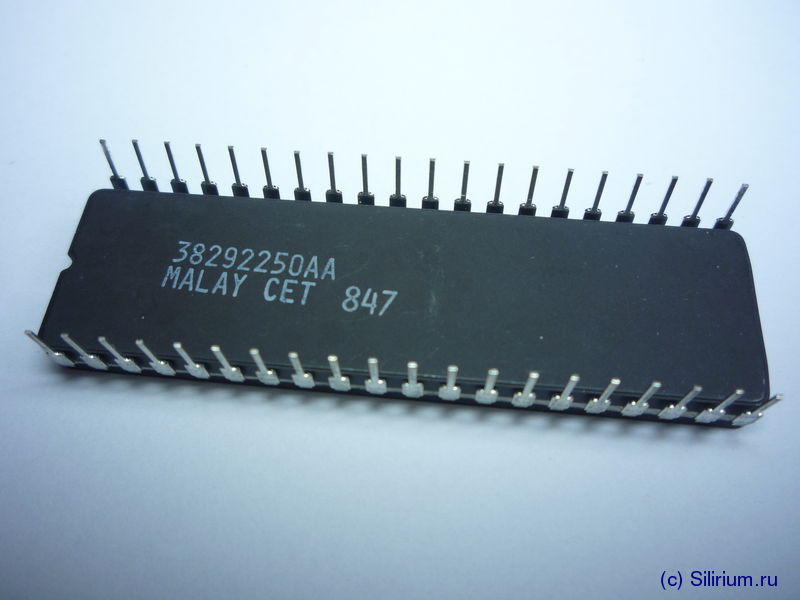 38292250AA
MALAY CET 847
(c) Silirium.ru